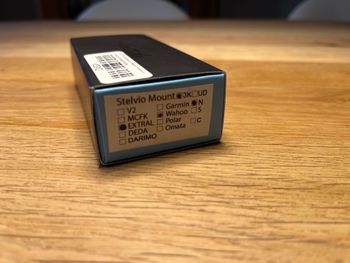 Stelvio Mount 3K UD
V2 Garmin N
MCFK Wahoo S
EXTRAL Polar
DEDA Omata C
DARIMO